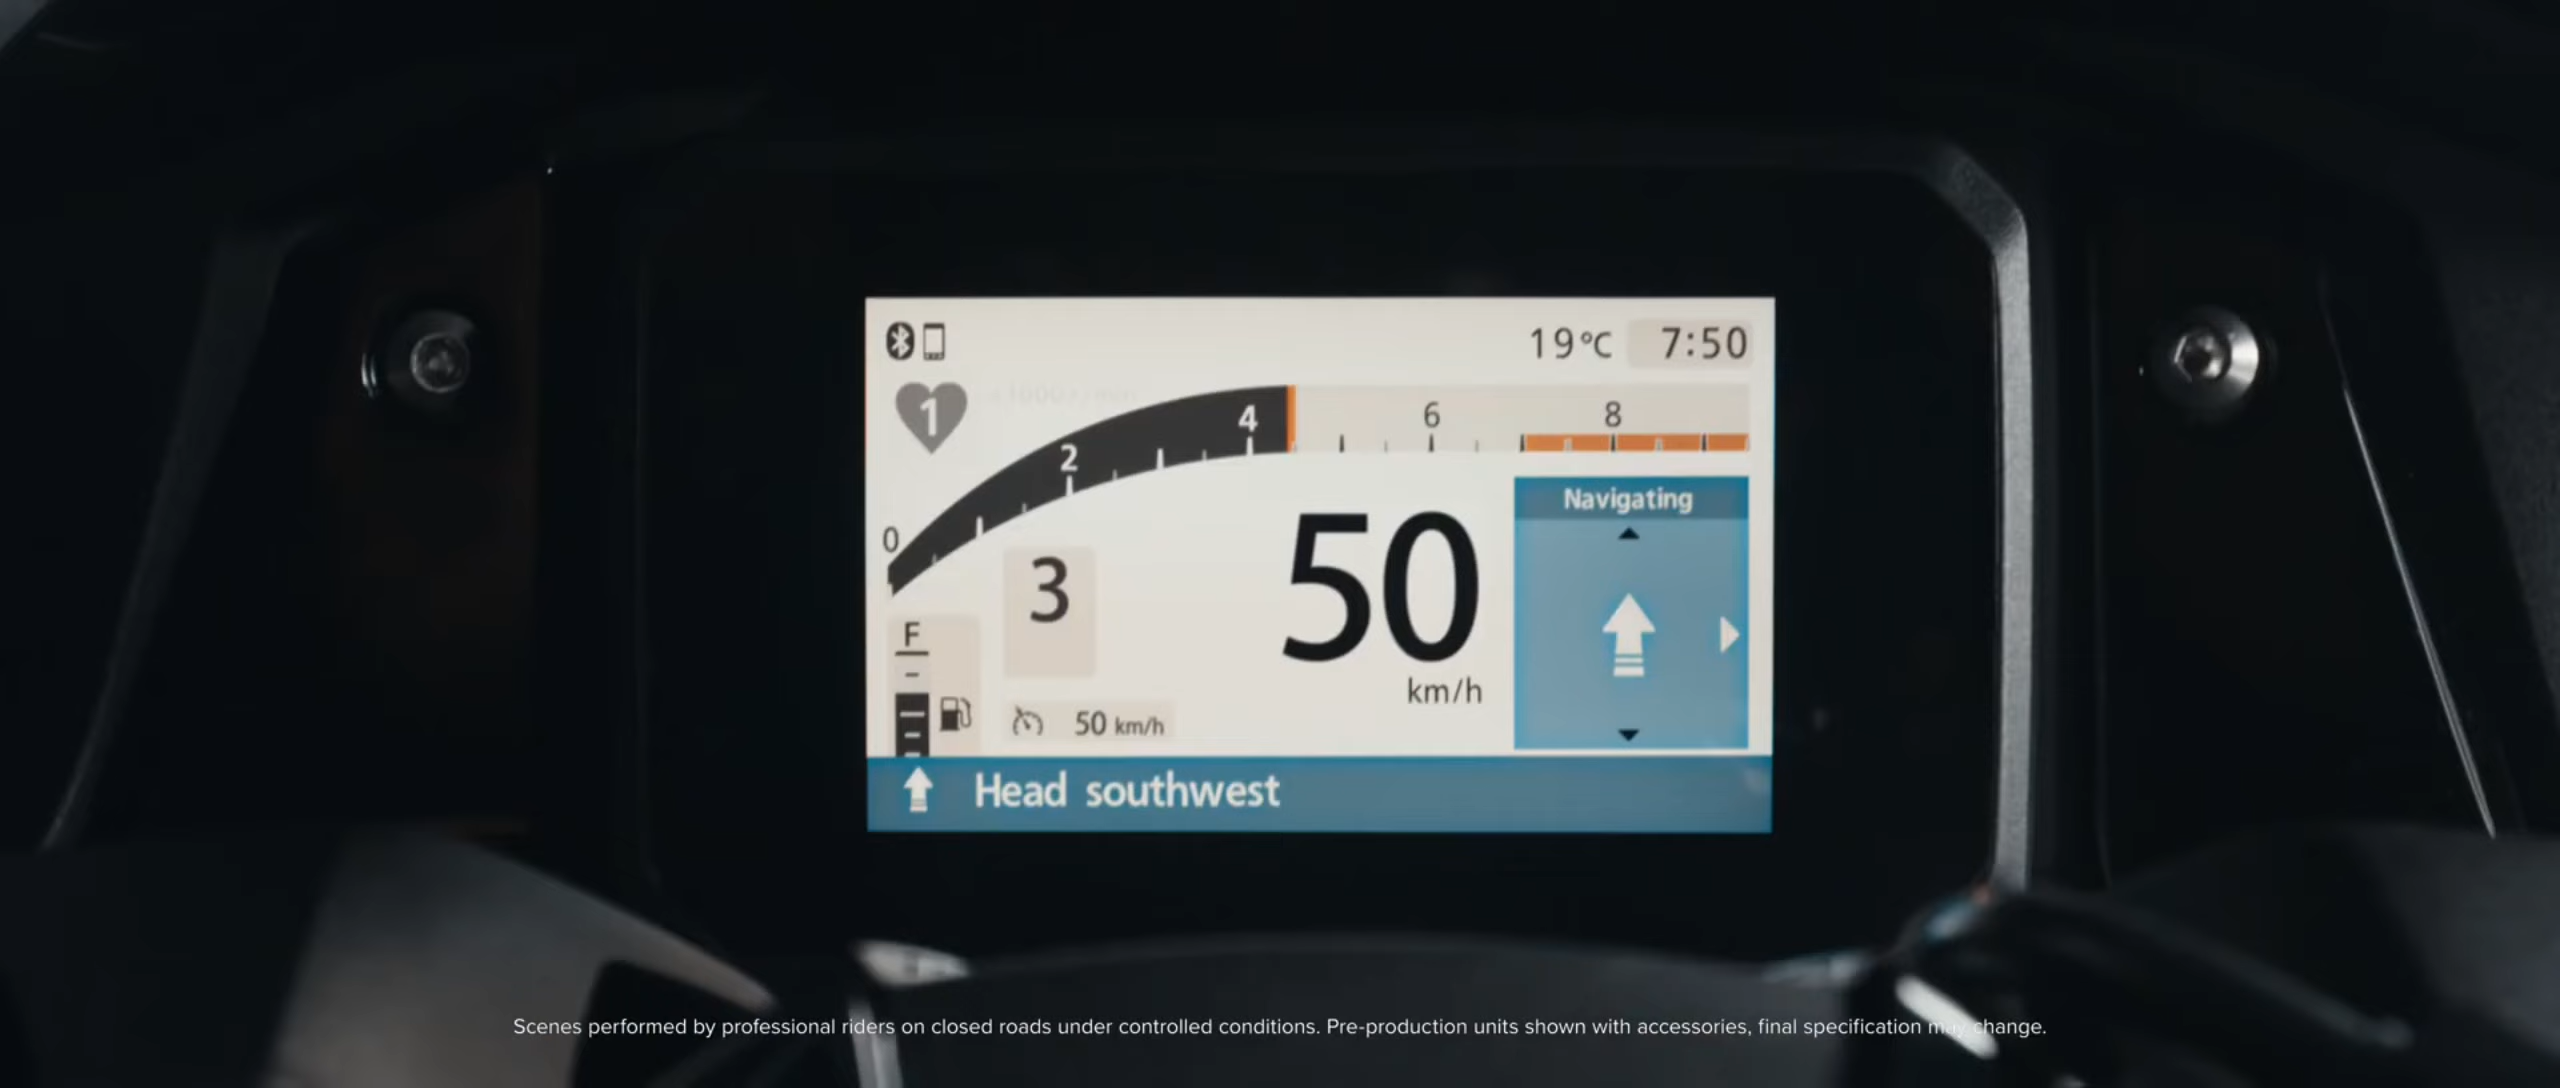 19°C 7:50
1
0 2 4 6 8
Navigating
3
50
km/h
F
50 km/h
Head southwest
Scenes performed by professional riders on closed roads under controlled conditions. Pre-production units shown with accessories, final specification may change.